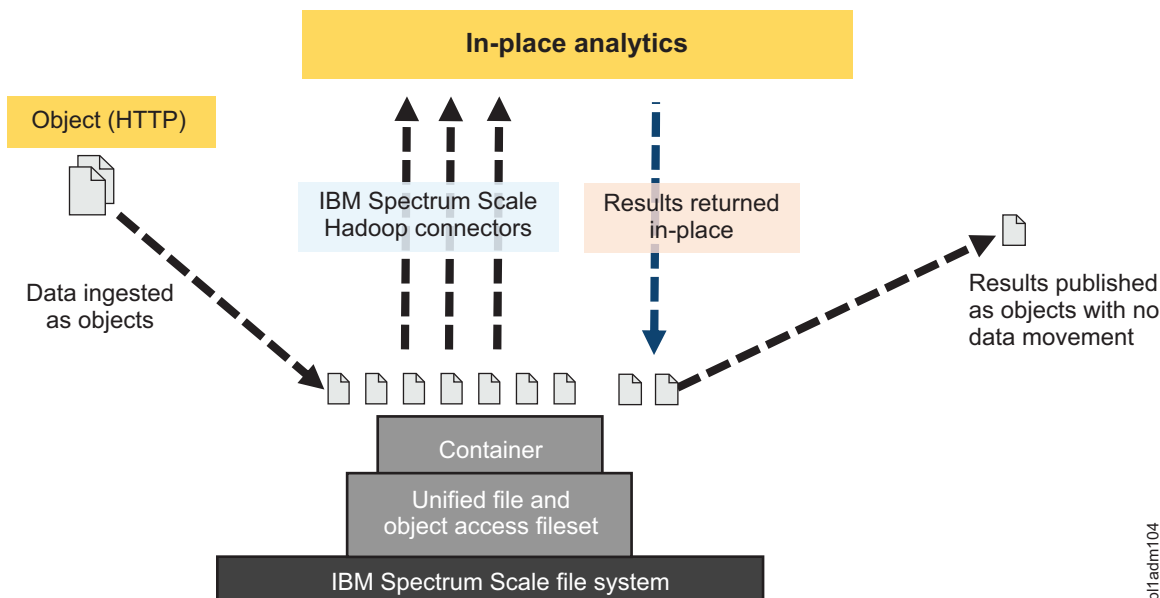 In-place analytics
Object (HTTP)
IBM Spectrum Scale
Hadoop connectors
Results returned
in-place
Data ingested
as objects
Results published
as objects with no
data movement
Container
Unified file and
object access fileset
IBM Spectrum Scale file system
bl1adm104